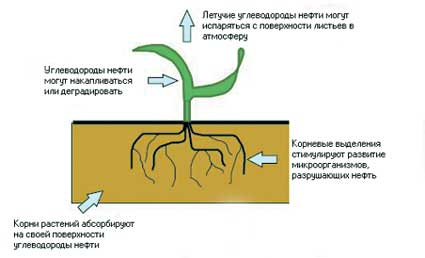 Летучие углеводороды нефти могут
испаряться с поверхности листьев в
атмосферу
Углеводороды нефти
могут накапливаться
или деградировать
Корневые выделения
стимулируют развитие
микроорганизмов,
разрушающих нефть
Корни растений абсорбируют
на своей поверхности
углеводороды нефти